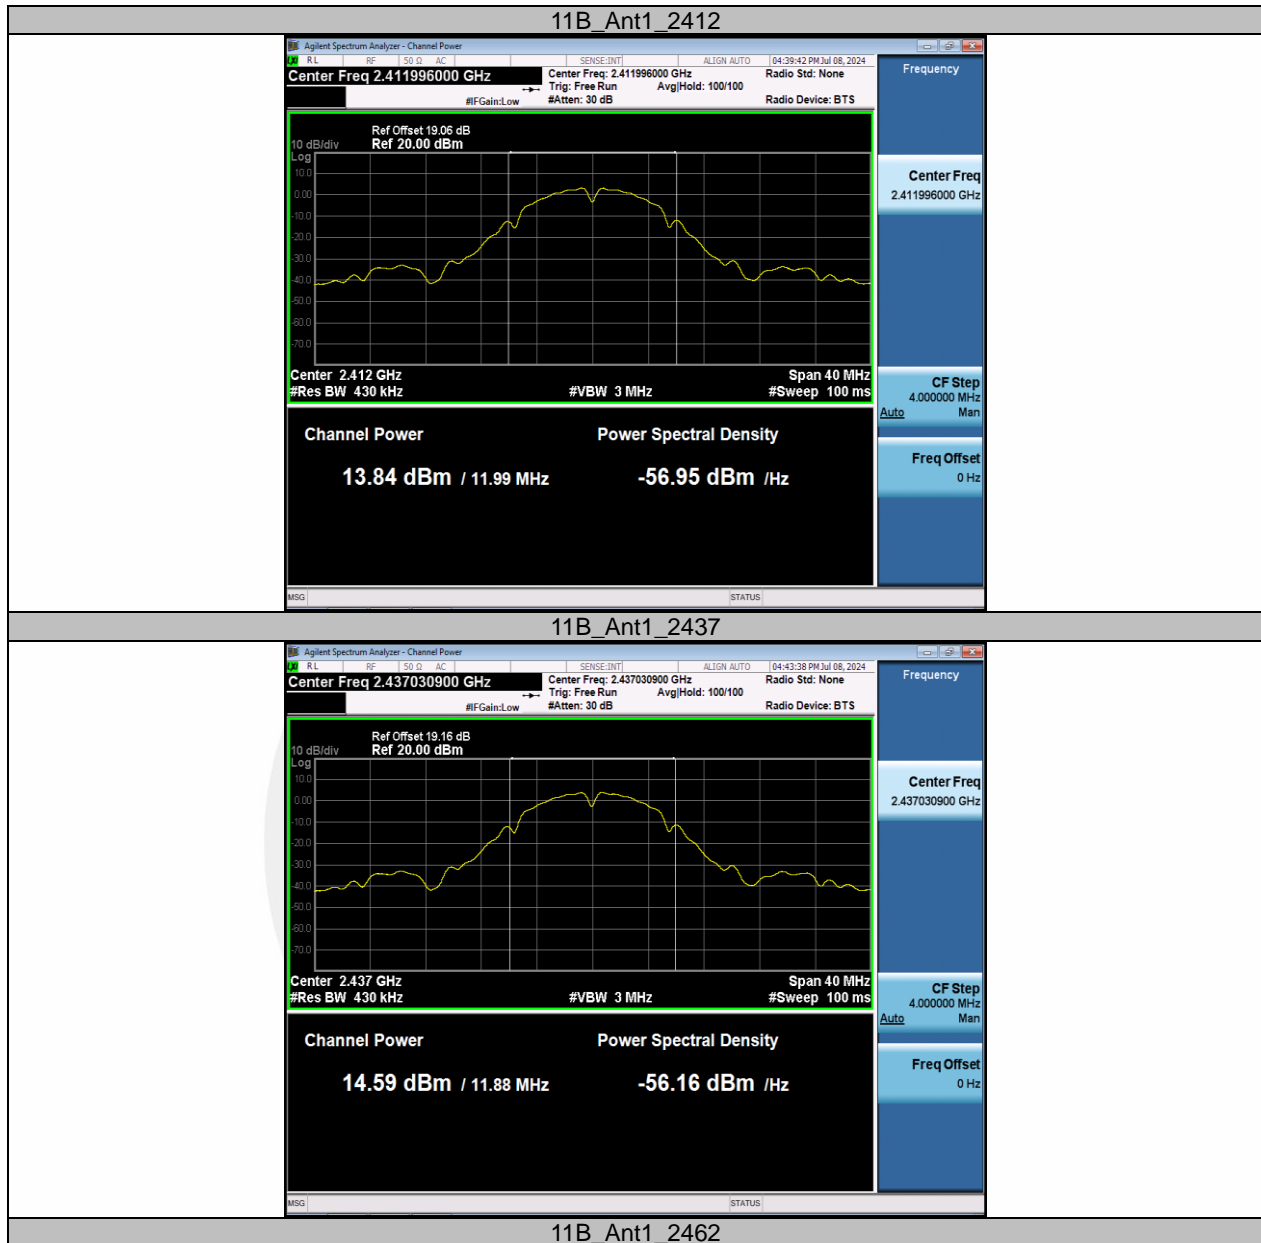 11B_Ant1_2412
Agilent Spectrum Analyzer - Channel Power
LXI RL RF 50 Ω AC SENSE:INT ALIGN AUTO 04:39:42 PM Jul 08, 2024
Center Freq 2.411996000 GHz
Center Freq: 2.411996000 GHz Radio Std: None
Trig: Free Run Avg|Hold: 100/100
#IFGain:Low #Atten: 30 dB Radio Device: BTS
Frequency
Ref Offset 19.06 dB
10 dB/div Ref 20.00 dBm
Log
10.0
0.00
-10.0
-20.0
-30.0
-40.0
-50.0
-60.0
-70.0
Center Freq
2.411996000 GHz
Center 2.412 GHz Span 40 MHz
#Res BW 430 kHz #VBW 3 MHz #Sweep 100 ms
CF Step
4.000000 MHz
Auto Man
Channel Power Power Spectral Density
13.84 dBm / 11.99 MHz -56.95 dBm /Hz
Freq Offset
0 Hz
MSG STATUS
11B_Ant1_2437
Agilent Spectrum Analyzer - Channel Power
LXI RL RF 50 Ω AC SENSE:INT ALIGN AUTO 04:43:38 PM Jul 08, 2024
Center Freq 2.437030900 GHz
Center Freq: 2.437030900 GHz Radio Std: None
Trig: Free Run Avg|Hold: 100/100
#IFGain:Low #Atten: 30 dB Radio Device: BTS
Frequency
Ref Offset 19.16 dB
10 dB/div Ref 20.00 dBm
Log
10.0
0.00
-10.0
-20.0
-30.0
-40.0
-50.0
-60.0
-70.0
Center Freq
2.437030900 GHz
Center 2.437 GHz Span 40 MHz
#Res BW 430 kHz #VBW 3 MHz #Sweep 100 ms
CF Step
4.000000 MHz
Auto Man
Channel Power Power Spectral Density
14.59 dBm / 11.88 MHz -56.16 dBm /Hz
Freq Offset
0 Hz
MSG STATUS
11B_Ant1_2462